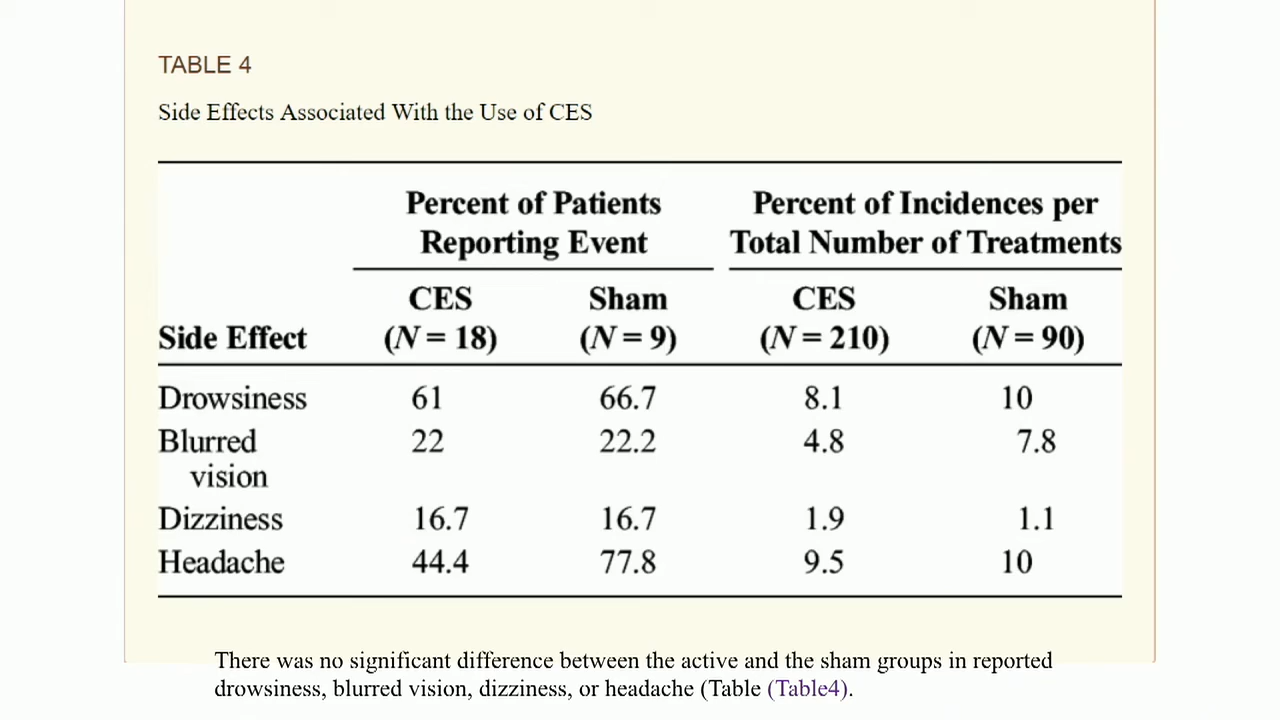 TABLE 4
Side Effects Associated With the Use of CES
Percent of Patients Percent of Incidences per
Reporting Event Total Number of Treatments
CES Sham CES Sham
Side Effect (N = 18) (N = 9) (N = 210) (N = 90)
Drowsiness 61 66.7 8.1 10
Blurred 22 22.2 4.8 7.8
vision
Dizziness 16.7 16.7 1.9 1.1
Headache 44.4 77.8 9.5 10
There was no significant difference between the active and the sham groups in reported
drowsiness, blurred vision, dizziness, or headache (Table (Table4).